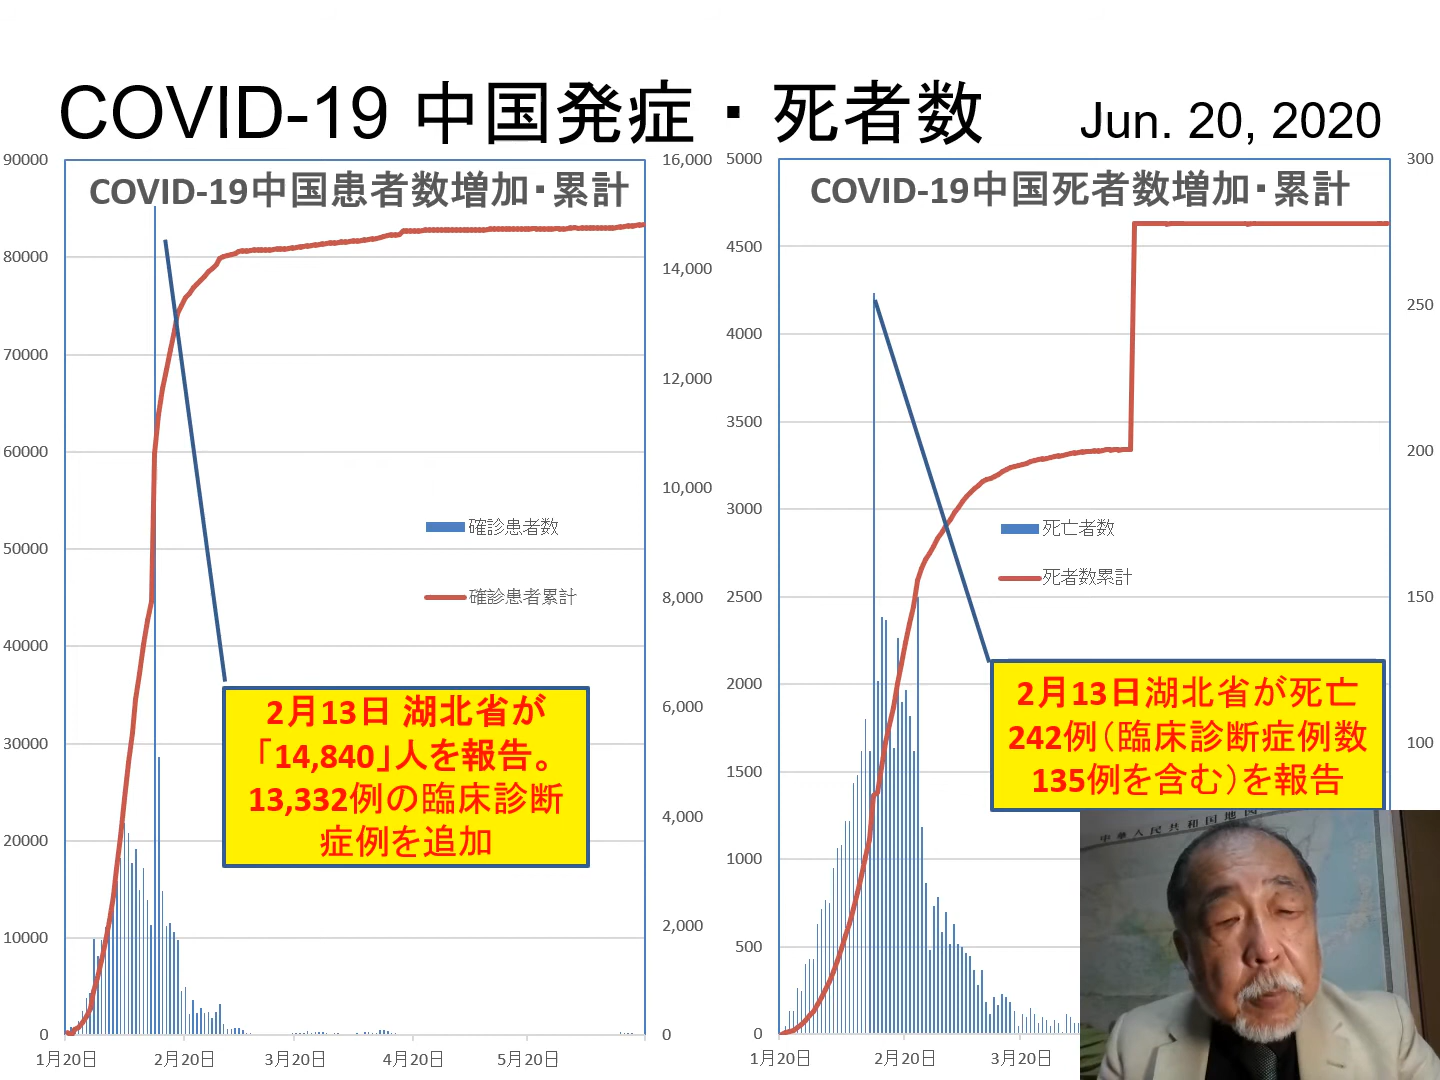 COVID-19 中国発症・死者数 Jun. 20, 2020
COVID-19中国患者数増加・累計
90000
80000
70000
60000
50000
40000
30000
20000
10000
0
16,000
14,000
12,000
10,000
8,000
6,000
4,000
2,000
0
1月20日 2月20日 3月20日 4月20日 5月20日
確診患者数
確診患者累計
2月13日 湖北省が
「14,840」人を報告。
13,332例の臨床診断
症例を追加
COVID-19中国死者数増加・累計
5000
4500
4000
3500
3000
2500
2000
1500
1000
500
0
300
250
200
150
100
1月20日 2月20日 3月20日
死亡者数
死者数累計
2月13日湖北省が死亡
242例（臨床診断症例数
135例を含む）を報告
中華人民共和国地図